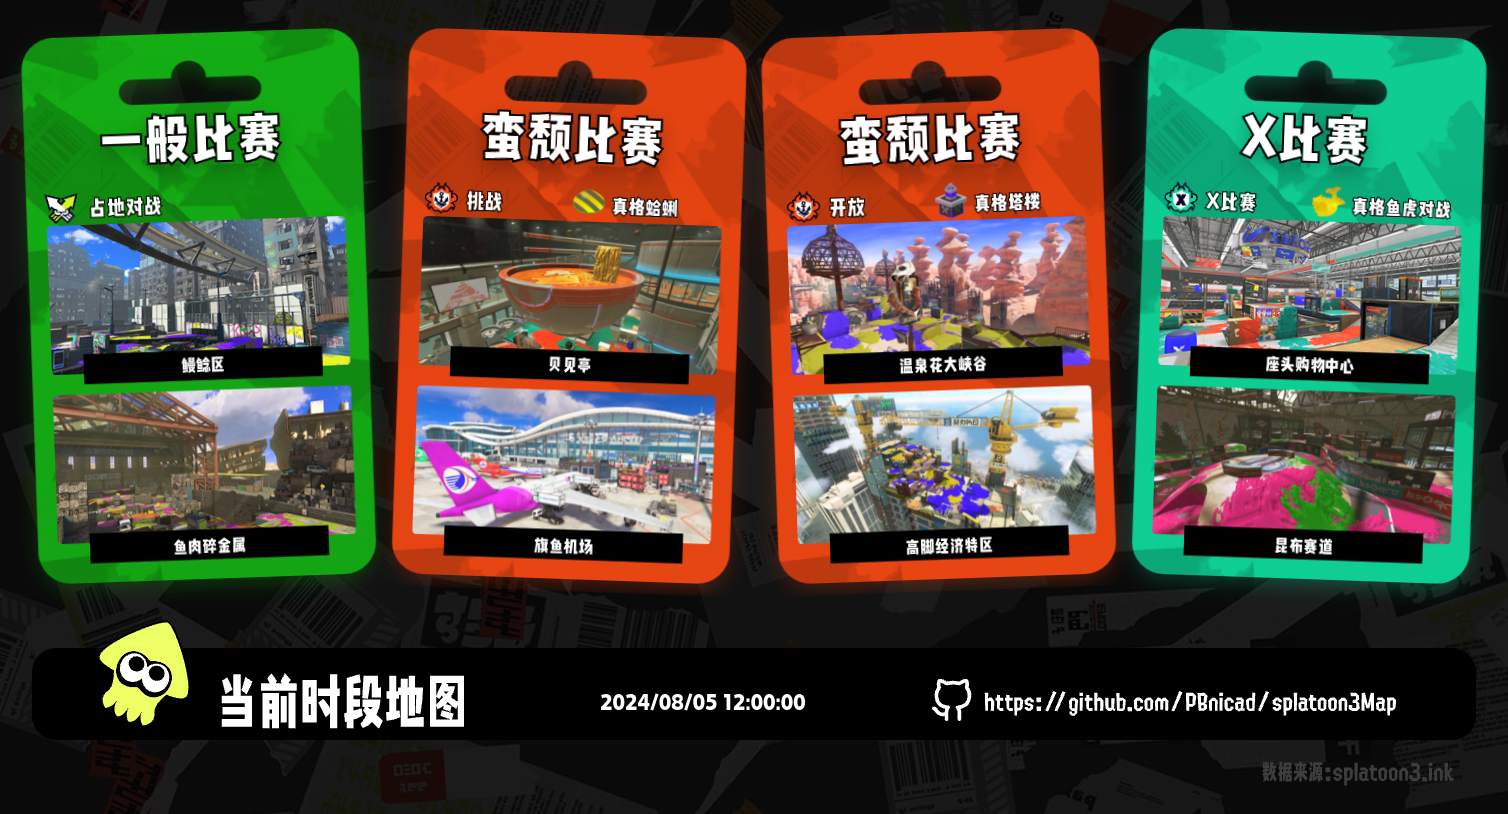 一般比赛
占地对战
鳗鲶区
鱼肉碎金属
蛮颓比赛
挑战
真格蛤蜊
贝贝亭
旗鱼机场
蛮颓比赛
开放
真格塔楼
温泉花大峡谷
高脚经济特区
X比赛
X比赛
真格鱼虎对战
座头购物中心
昆布赛道
当前时段地图
2024/08/05 12:00:00
https://github.com/PBnicad/splatoon3Map
数据来源:splatoon3.ink